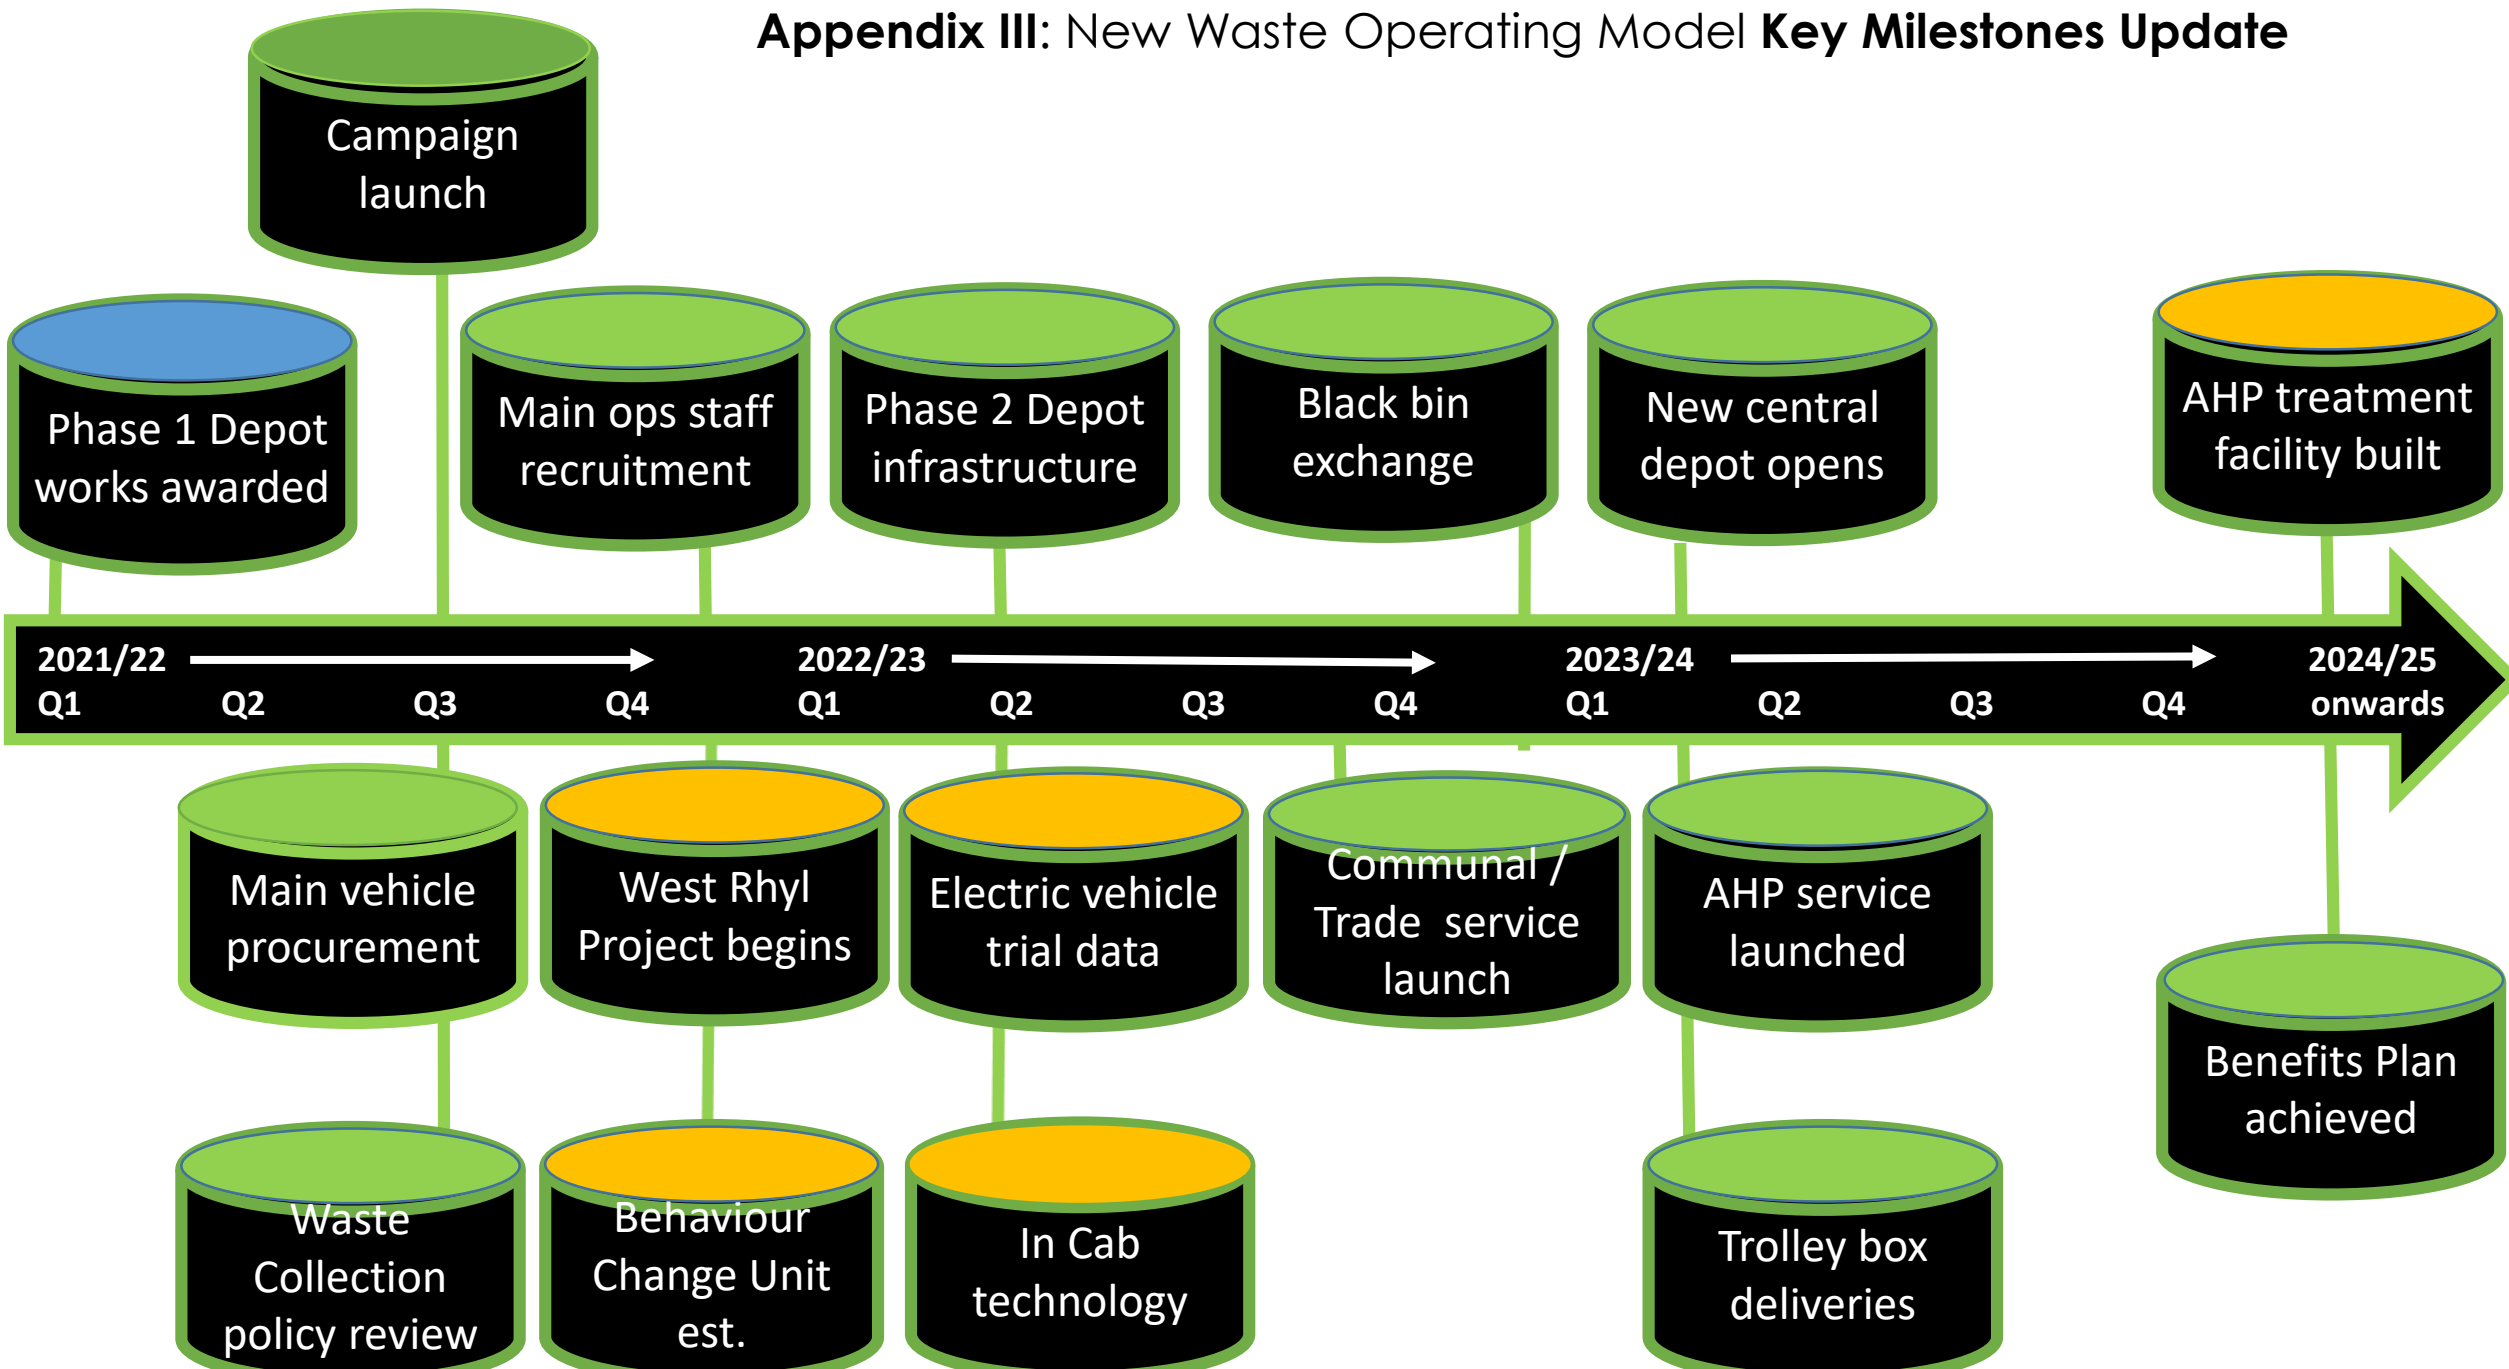 Appendix III: New Waste Operating Model Key Milestones Update
Campaign
launch
Phase 1 Depot
works awarded
Main ops staff
recruitment
Phase 2 Depot
infrastructure
Black bin
exchange
New central
depot opens
AHP treatment
facility built
2021/22
2022/23
2023/24
2024/25
Q1 Q2 Q3 Q4 Q1 Q2 Q3 Q4 Q1 Q2 Q3 Q4 onwards
Main vehicle
procurement
West Rhyl
Project begins
Electric vehicle
trial data
Communal /
Trade service
launch
AHP service
launched
Benefits Plan
achieved
Waste
Collection
policy review
Behaviour
Change Unit
est.
In Cab
technology
Trolley box
deliveries